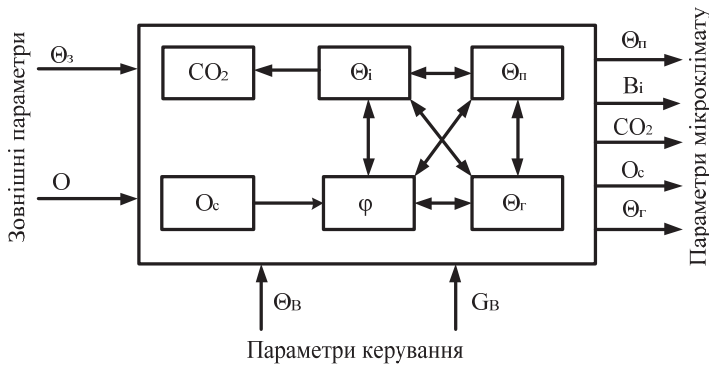 Зовнішні параметри
Θз
О
CO₂
Θі
Θп
Ос
φ
Θг
Θп
Ві
CO₂
Ос
Θг
Параметри мікроклімату
ΘВ
GВ
Параметри керування